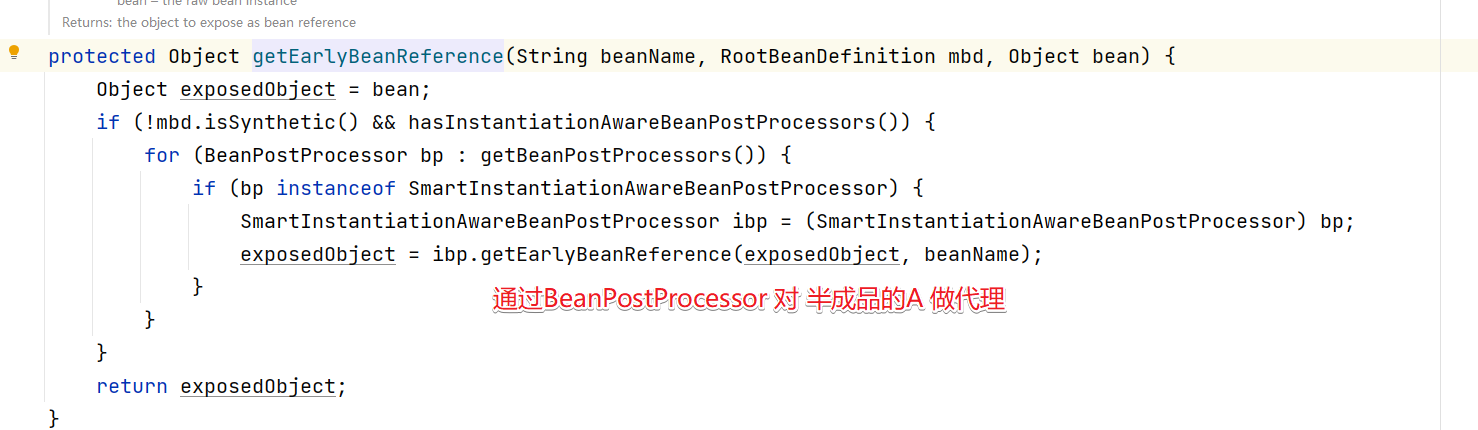 bean – the raw bean instance
Returns: the object to expose as bean reference
protected Object getEarlyBeanReference(String beanName, RootBeanDefinition mbd, Object bean) {
Object exposedObject = bean;
if (!mbd.isSynthetic() && hasInstantiationAwareBeanPostProcessors()) {
for (BeanPostProcessor bp : getBeanPostProcessors()) {
if (bp instanceof SmartInstantiationAwareBeanPostProcessor) {
SmartInstantiationAwareBeanPostProcessor ibp = (SmartInstantiationAwareBeanPostProcessor) bp;
exposedObject = ibp.getEarlyBeanReference(exposedObject, beanName);
}
通过BeanPostProcessor 对 半成品的A 做代理
}
}
return exposedObject;
}